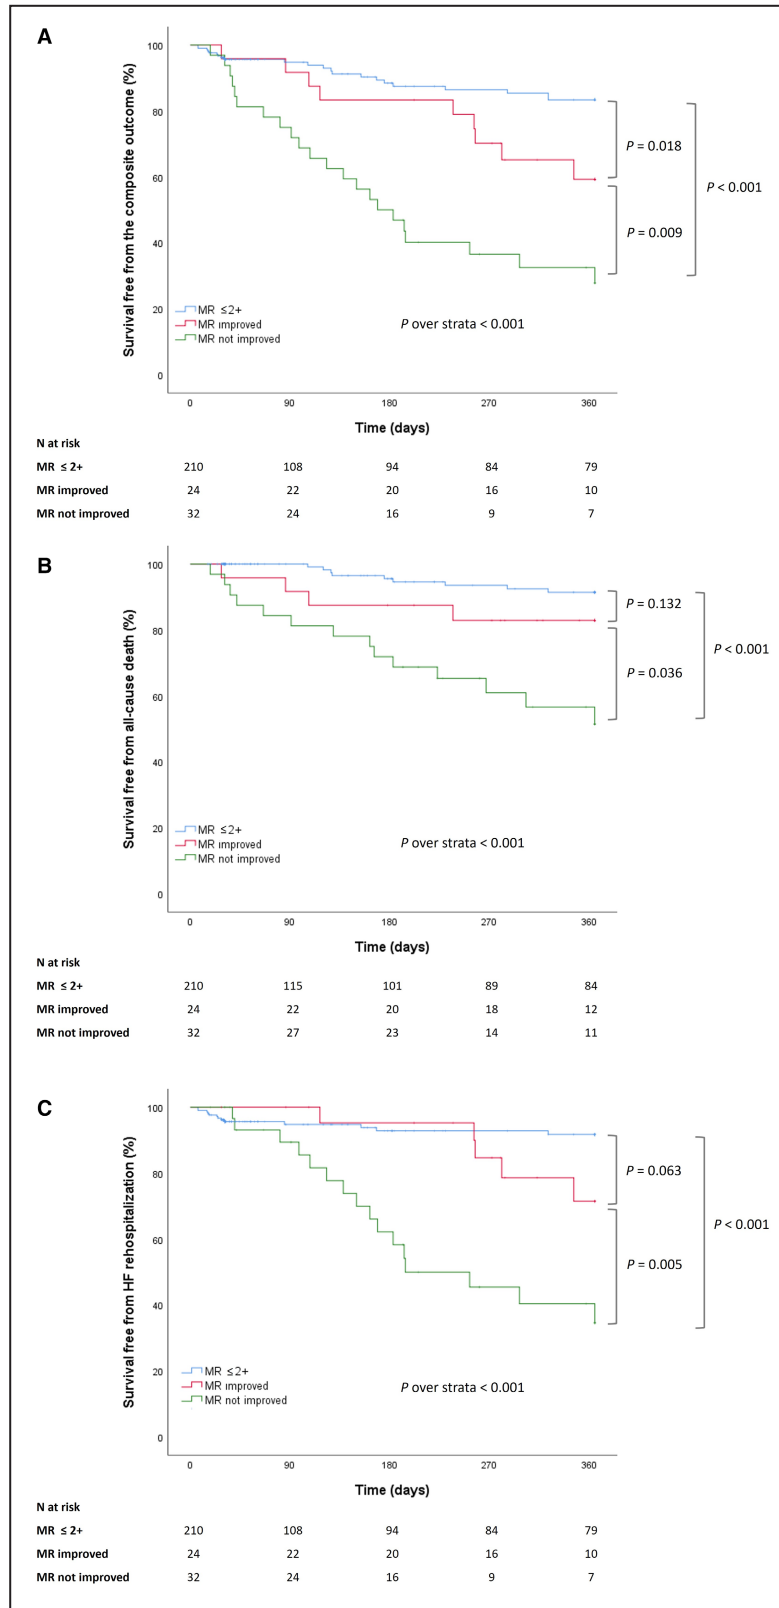 A
Survival free from the composite outcome (%)
100
80
60
40
20
0
P = 0.018
P < 0.001
P = 0.009
MR ≤2+
MR improved
MR not improved
P over strata < 0.001
0 90 180 270 360
Time (days)
N at risk
MR ≤ 2+ 210 108 94 84 79
MR improved 24 22 20 16 10
MR not improved 32 24 16 9 7
B
Survival free from all-cause death (%)
100
80
60
40
20
0
P = 0.132
P < 0.001
P = 0.036
MR ≤2+
MR improved
MR not improved
P over strata < 0.001
0 90 180 270 360
Time (days)
N at risk
MR ≤ 2+ 210 115 101 89 84
MR improved 24 22 20 18 12
MR not improved 32 27 23 14 11
C
Survival free from HF rehospitalization (%)
100
80
60
40
20
0
P = 0.063
P < 0.001
P = 0.005
MR ≤2+
MR improved
MR not improved
P over strata < 0.001
0 90 180 270 360
Time (days)
N at risk
MR ≤ 2+ 210 108 94 84 79
MR improved 24 22 20 16 10
MR not improved 32 24 16 9 7